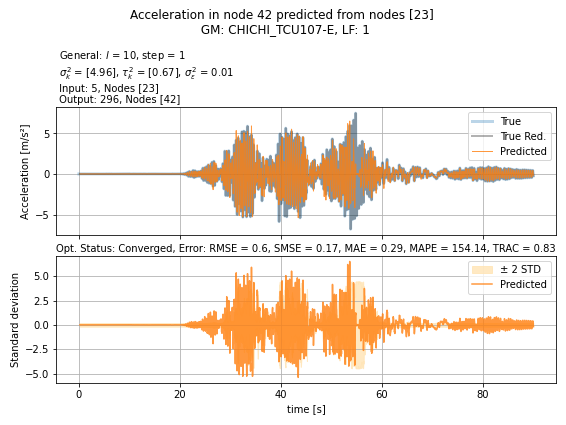 Acceleration in node 42 predicted from nodes [23]
GM: CHICHI_TCU107-E, LF: 1
General: l = 10, step = 1
σ²ₖ = [4.96], τ²ₖ = [0.67], σ²ₑ = 0.01
Input: 5, Nodes [23]
Output: 296, Nodes [42]
Acceleration [m/s²]
5
0
−5
True
True Red.
Predicted
Opt. Status: Converged, Error: RMSE = 0.6, SMSE = 0.17, MAE = 0.29, MAPE = 154.14, TRAC = 0.83
Standard deviation
5.0
2.5
0.0
−2.5
−5.0
± 2 STD
Predicted
0 20 40 60 80
time [s]